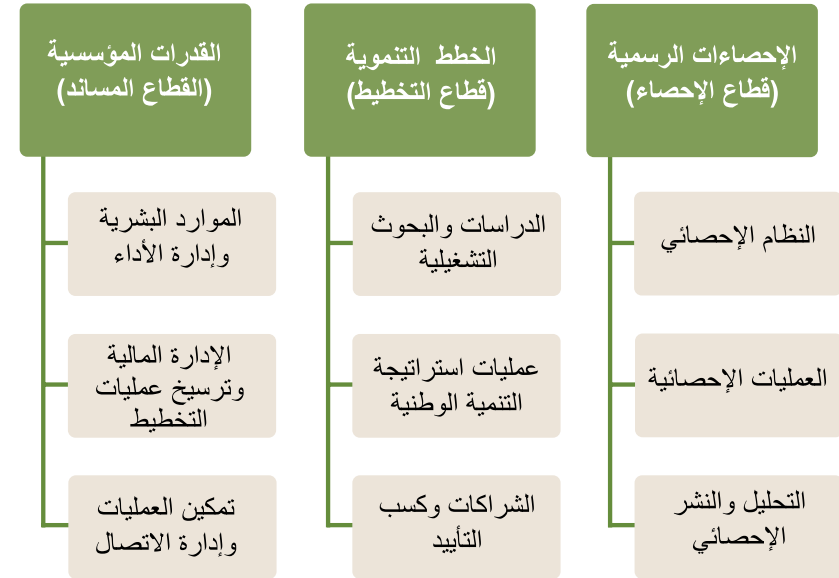 الإحصاءات الرسمية
(قطاع الإحصاء)
النظام الإحصائي
العمليات الإحصائية
التحليل والنشر
الإحصائي
الخطط التنموية
(قطاع التخطيط)
الدراسات والبحوث
التشغيلية
عمليات استراتيجة
التنمية الوطنية
الشراكات وكسب
التأييد
القدرات المؤسسية
(القطاع المساند)
الموارد البشرية
وإدارة الأداء
الإدارة المالية
وترسيخ عمليات
التخطيط
تمكين العمليات
وإدارة الاتصال